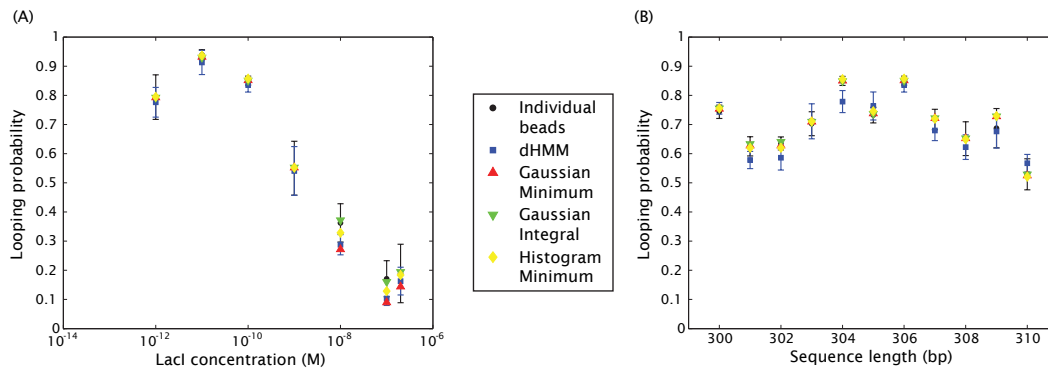 (A)
(B)
1
0.9
0.8
0.7
0.6
0.5
0.4
0.3
0.2
0.1
0
Looping probability
10-14
10-12
10-10
10-8
10-6
LacI concentration (M)
Individual
beads
dHMM
Gaussian
Minimum
Gaussian
Integral
Histogram
Minimum
1
0.9
0.8
0.7
0.6
0.5
0.4
0.3
0.2
0.1
0
Looping probability
300
302
304
306
308
310
Sequence length (bp)